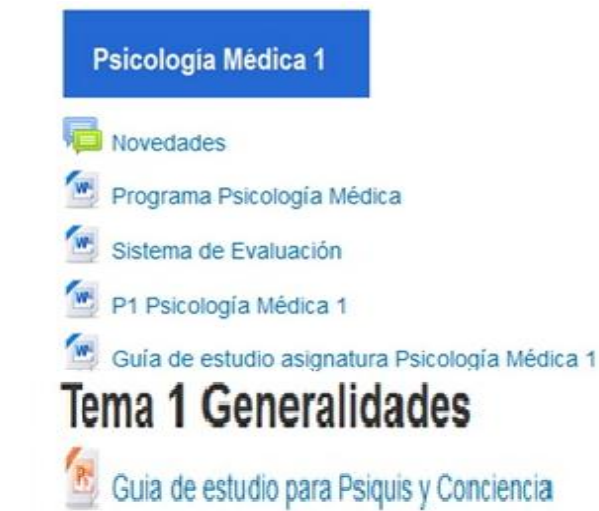 Psicología Médica 1
Novedades
Programa Psicología Médica
Sistema de Evaluación
P1 Psicología Médica 1
Guía de estudio asignatura Psicología Médica 1
Tema 1 Generalidades
Guia de estudio para Psiquis y Conciencia